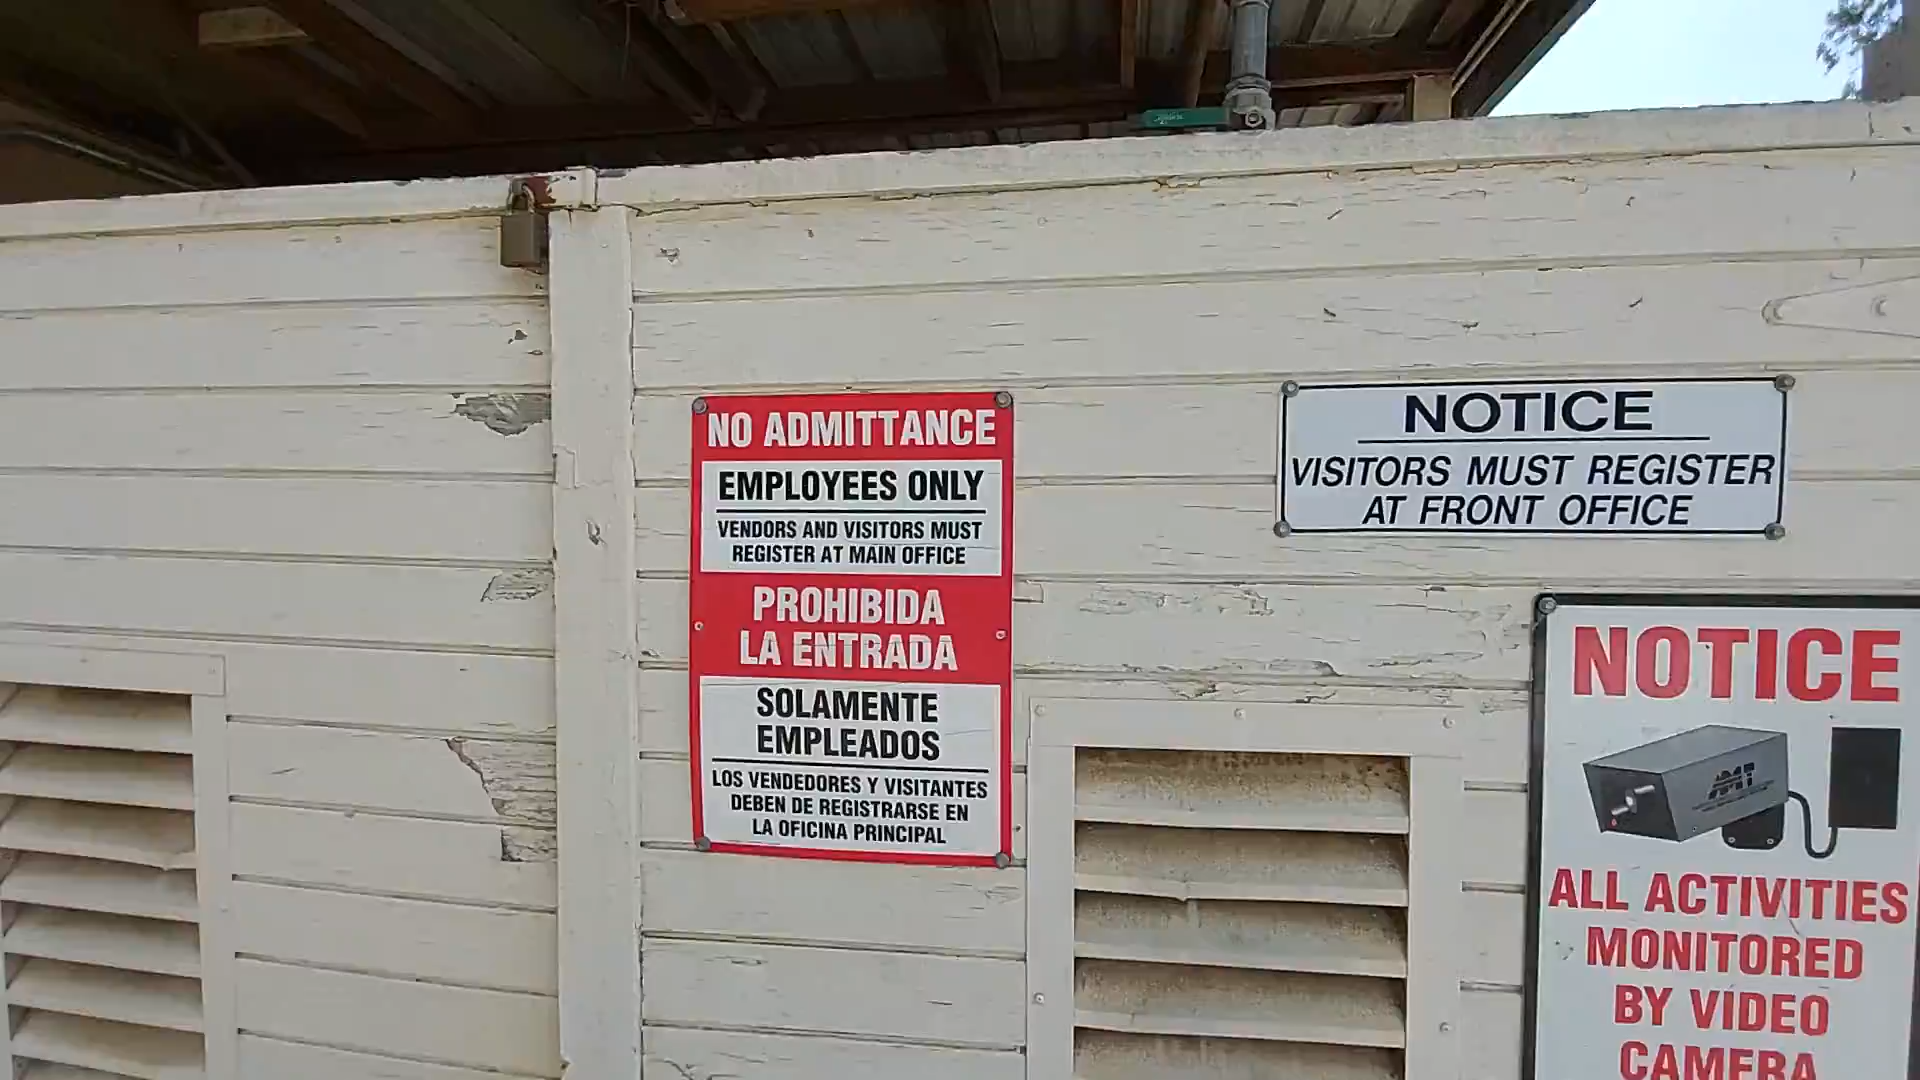 NO ADMITTANCE
EMPLOYEES ONLY
VENDORS AND VISITORS MUST
REGISTER AT MAIN OFFICE
PROHIBIDA
LA ENTRADA
SOLAMENTE
EMPLEADOS
LOS VENDEDORES Y VISITANTES
DEBEN DE REGISTRARSE EN
LA OFICINA PRINCIPAL
NOTICE
VISITORS MUST REGISTER
AT FRONT OFFICE
NOTICE
ALL ACTIVITIES
MONITORED
BY VIDEO
CAMERA